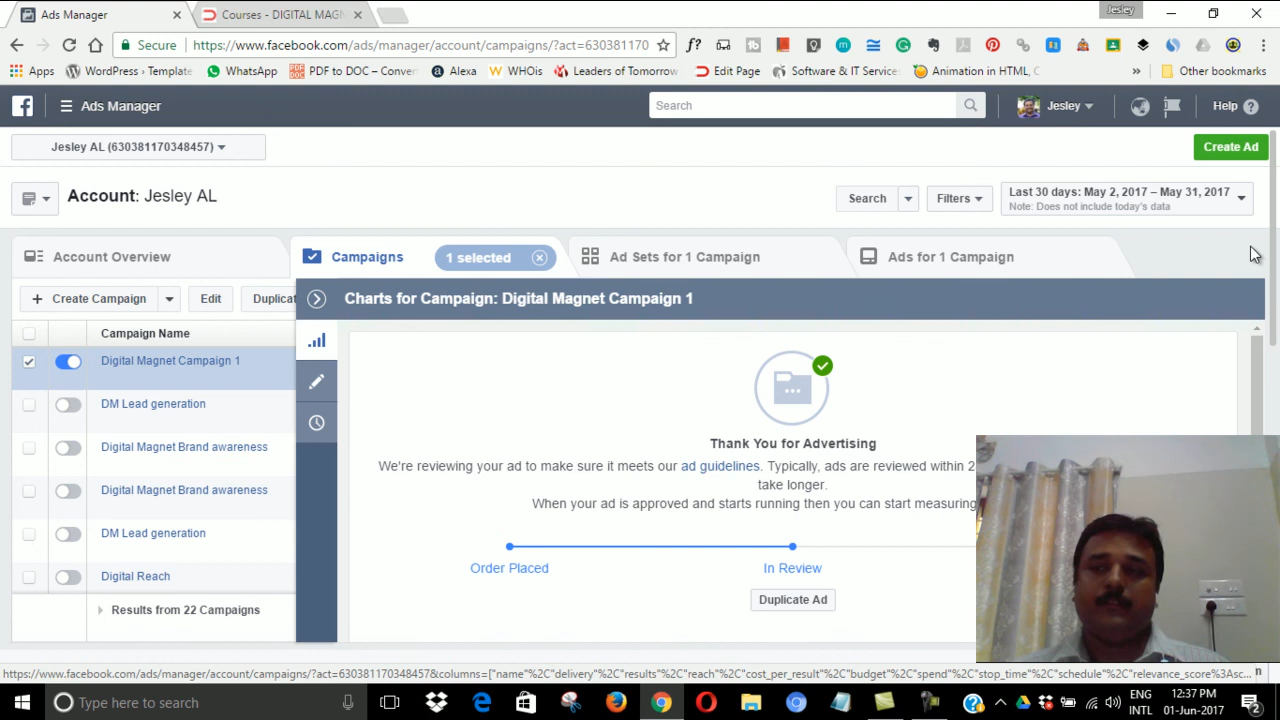 Ads Manager
Courses - DIGITAL MAGN
Jesley
Secure
https://www.facebook.com/ads/manager/account/campaigns/?act=630381170
f?
Apps
WordPress › Template
WhatsApp
PDF to DOC – Conver
Alexa
WHOis
Leaders of Tomorrow
Edit Page
Software & IT Service
Animation in HTML, C
»
Other bookmarks
Ads Manager
Search
Jesley
Help
Jesley AL (630381170348457)
Create Ad
Account: Jesley AL
Search
Filters
Last 30 days: May 2, 2017 – May 31, 2017
Note: Does not include today's data
Account Overview
Campaigns
1 selected
Ad Sets for 1 Campaign
Ads for 1 Campaign
+ Create Campaign
Edit
Duplica
Charts for Campaign: Digital Magnet Campaign 1
Campaign Name
Digital Magnet Campaign 1
DM Lead generation
Digital Magnet Brand awareness
Digital Magnet Brand awareness
DM Lead generation
Digital Reach
Results from 22 Campaigns
Thank You for Advertising
We're reviewing your ad to make sure it meets our ad guidelines. Typically, ads are reviewed within 2
take longer.
When your ad is approved and starts running then you can start measuring
Order Placed
In Review
Duplicate Ad
https://www.facebook.com/ads/manager/account/campaigns/?act=630381170348457&columns=["name"%2C"delivery"%2C"results"%2C"reach"%2C"cost_per_result"%2C"budget"%2C"spend"%2C"stop_time"%2C"schedule"%2C"relevance_score"%3Asc...
Type here to search
ENG
INTL
12:37 PM
01-Jun-2017
2